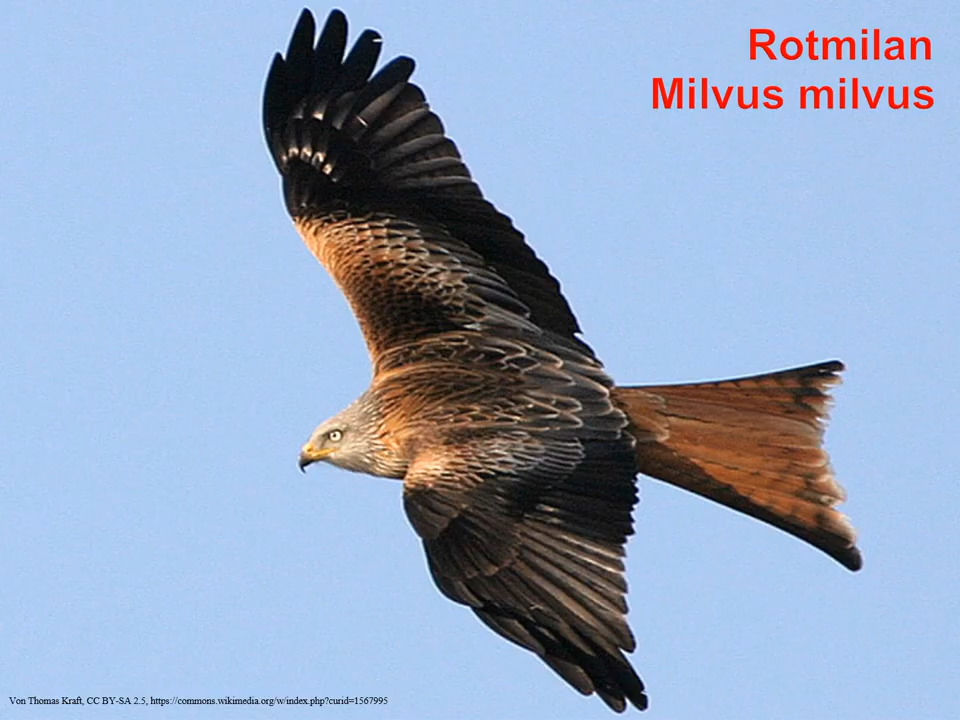 Rotmilan
Milvus milvus
Von Thomas Kraft, CC BY-SA 2.5, https://commons.wikimedia.org/w/index.php?curid=1567995